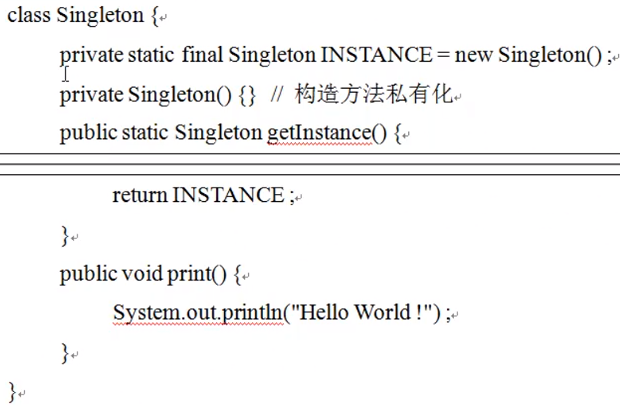 class Singleton {
private static final Singleton INSTANCE = new Singleton() ;
private Singleton() {} // 构造方法私有化
public static Singleton getInstance() {
return INSTANCE ;
}
public void print() {
System.out.println("Hello World !") ;
}
}